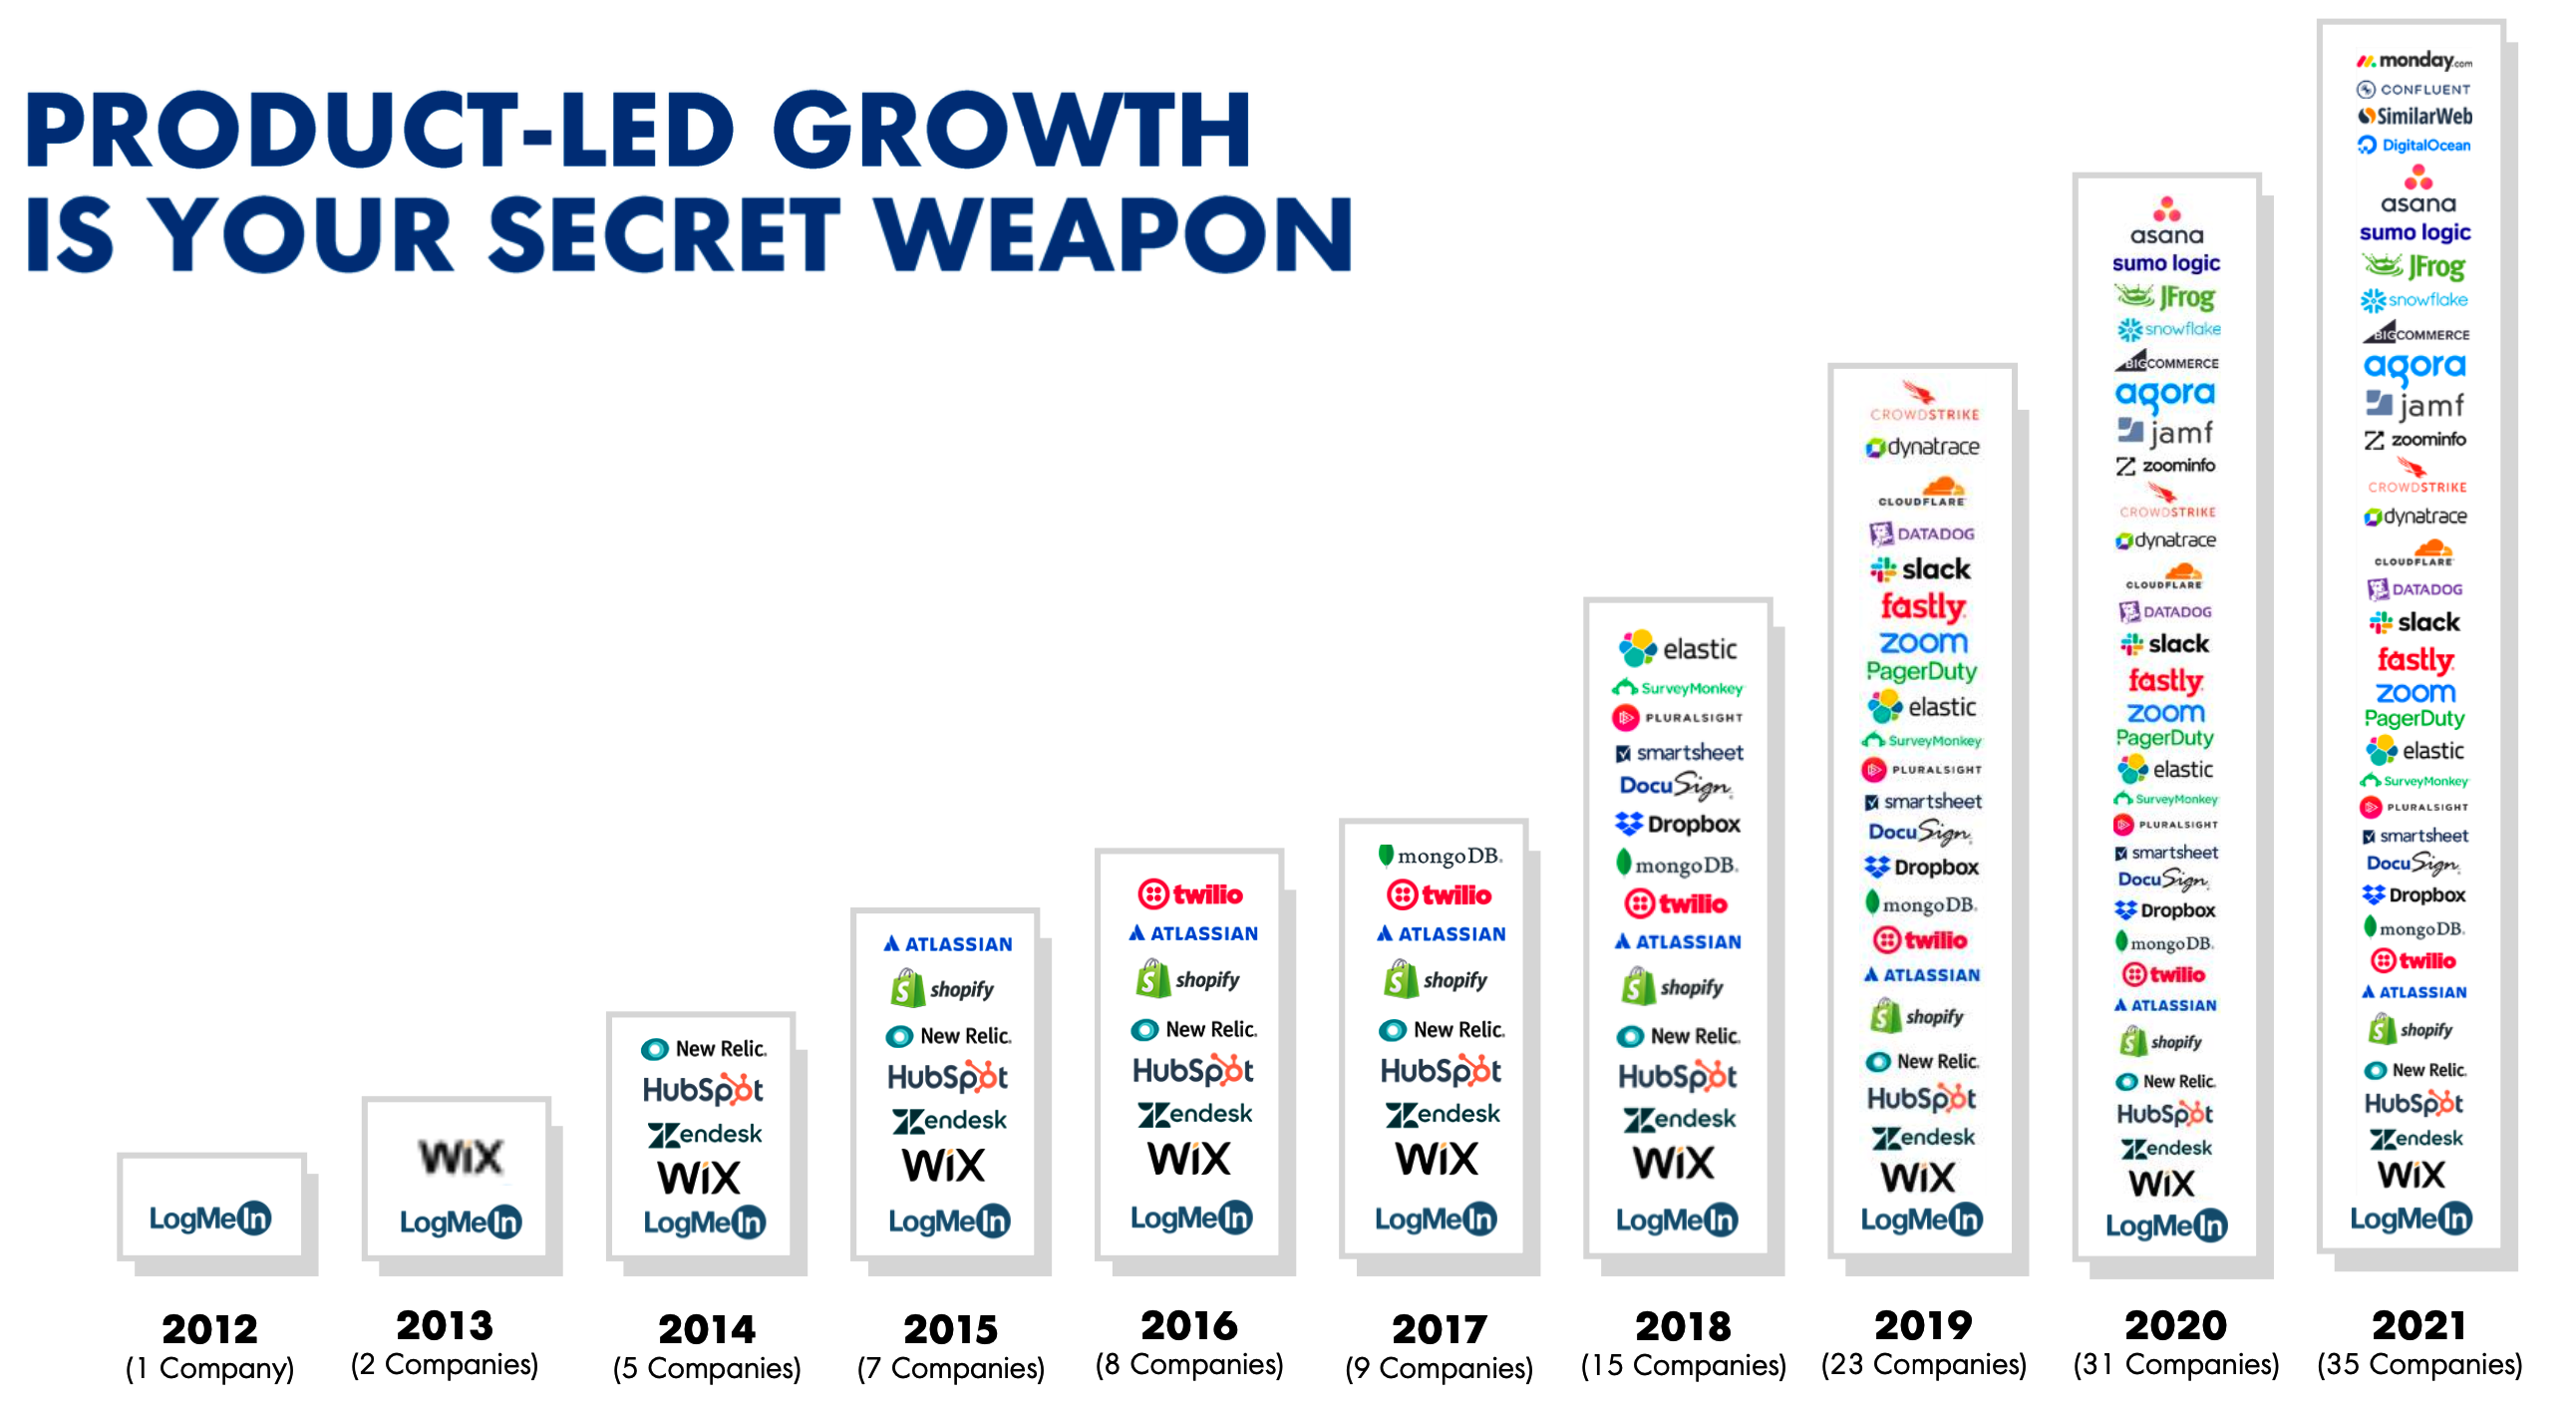 PRODUCT-LED GROWTH
IS YOUR SECRET WEAPON
LogMeIn
2012
(1 Company)
WiX
LogMeIn
2013
(2 Companies)
New Relic.
HubSpot
zendesk
WiX
LogMeIn
2014
(5 Companies)
ATLASSIAN
shopify
New Relic.
HubSpot
zendesk
WiX
LogMeIn
2015
(7 Companies)
twilio
ATLASSIAN
shopify
New Relic.
HubSpot
zendesk
WiX
LogMeIn
2016
(8 Companies)
mongoDB.
twilio
ATLASSIAN
shopify
New Relic.
HubSpot
zendesk
WiX
LogMeIn
2017
(9 Companies)
elastic
SurveyMonkey
PLURALSIGHT
smartsheet
DocuSign
Dropbox
mongoDB.
twilio
ATLASSIAN
shopify
New Relic.
HubSpot
zendesk
WiX
LogMeIn
2018
(15 Companies)
CROWDSTRIKE
dynatrace
CLOUDFLARE
DATADOG
slack
fastly
zoom
PagerDuty
elastic
SurveyMonkey
PLURALSIGHT
smartsheet
DocuSign
Dropbox
mongoDB.
twilio
ATLASSIAN
shopify
New Relic.
HubSpot
zendesk
WiX
LogMeIn
2019
(23 Companies)
asana
sumo logic
JFrog
snowflake
BIGCOMMERCE
agora
jamf
zoominfo
CROWDSTRIKE
dynatrace
CLOUDFLARE
DATADOG
slack
fastly
zoom
PagerDuty
elastic
SurveyMonkey
PLURALSIGHT
smartsheet
DocuSign
Dropbox
mongoDB.
twilio
ATLASSIAN
shopify
New Relic.
HubSpot
zendesk
WiX
LogMeIn
2020
(31 Companies)
monday.com
CONFLUENT
SimilarWeb
DigitalOcean
asana
sumo logic
JFrog
snowflake
BIGCOMMERCE
agora
jamf
zoominfo
CROWDSTRIKE
dynatrace
CLOUDFLARE
DATADOG
slack
fastly
zoom
PagerDuty
elastic
SurveyMonkey
PLURALSIGHT
smartsheet
DocuSign
Dropbox
mongoDB.
twilio
ATLASSIAN
shopify
New Relic.
HubSpot
zendesk
WiX
LogMeIn
2021
(35 Companies)